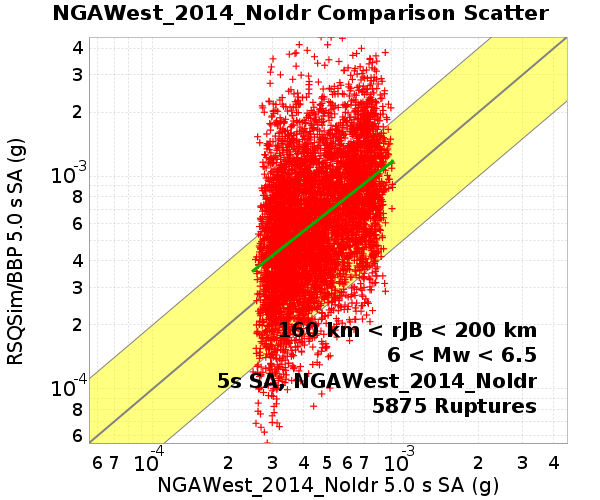 NGAWest_2014_NoIdr Comparison Scatter
RSQSim/BBP 5.0 s SA (g)
4
3
2
10-3
8
6
4
3
2
10-4
8
6
160 km < rJB < 200 km
6 < Mw < 6.5
5s SA, NGAWest_2014_NoIdr
5875 Ruptures
6 7 10-4 2 3 4 5 6 7 10-3 2 3 4
NGAWest_2014_NoIdr 5.0 s SA (g)